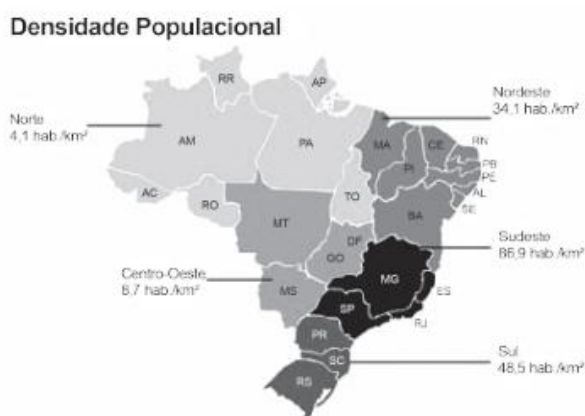 Densidade Populacional
RR
AP
Norte
4,1 hab./km²
Nordeste
34,1 hab./km²
AM
PA
MA
CE
RN
PI
PB
PE
AL
SE
AC
RO
TO
BA
MT
DF
GO
Sudeste
86,9 hab./km²
Centro-Oeste
8,7 hab./km²
MG
ES
MS
SP
RJ
PR
SC
Sul
48,5 hab./km²
RS